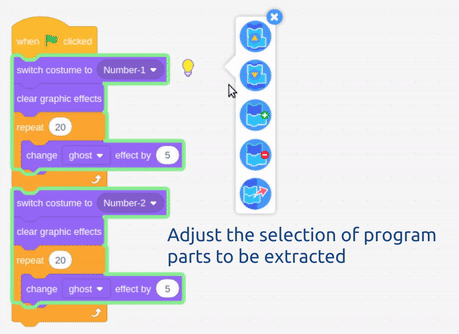 when clicked
switch costume to Number-1
clear graphic effects
repeat 20
change ghost effect by 5
switch costume to Number-2
clear graphic effects
repeat 20
change ghost effect by 5
Adjust the selection of program
parts to be extracted